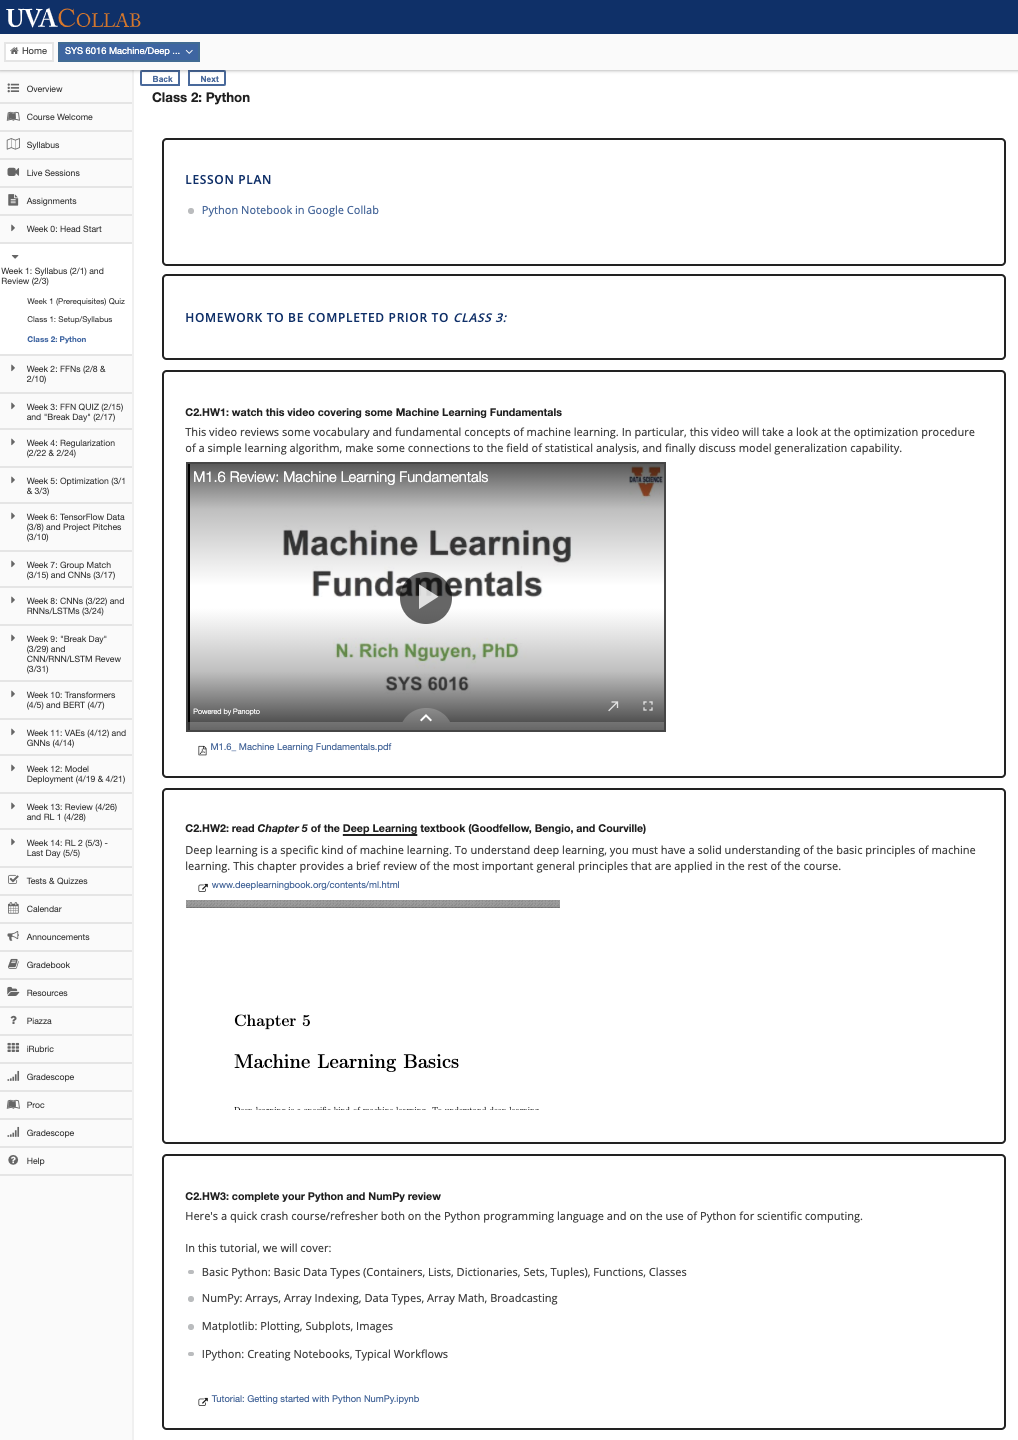 UVACOLLAB
Home
SYS 6016 Machine/Deep ...
Overview
Course Welcome
Syllabus
Live Sessions
Assignments
Week 0: Head Start
Week 1: Syllabus (2/1) and
Review (2/3)
Week 1 (Prerequisites) Quiz
Class 1: Setup/Syllabus
Class 2: Python
Week 2: FFNs (2/8 &
2/10)
Week 3: FFN QUIZ (2/15)
and "Break Day" (2/17)
Week 4: Regularization
(2/22 & 2/24)
Week 5: Optimization (3/1
& 3/3)
Week 6: TensorFlow Data
(3/8) and Project Pitches
(3/10)
Week 7: Group Match
(3/15) and CNNs (3/17)
Week 8: CNNs (3/22) and
RNNs/LSTMs (3/24)
Week 9: "Break Day"
(3/29) and
CNN/RNN/LSTM Revew
(3/31)
Week 10: Transformers
(4/5) and BERT (4/7)
Week 11: VAEs (4/12) and
GNNs (4/14)
Week 12: Model
Deployment (4/19 & 4/21)
Week 13: Review (4/26)
and RL 1 (4/28)
Week 14: RL 2 (5/3) -
Last Day (5/5)
Tests & Quizzes
Calendar
Announcements
Gradebook
Resources
Piazza
iRubric
Gradescope
Proc
Gradescope
Help
Back
Next
Class 2: Python
LESSON PLAN
Python Notebook in Google Collab
HOMEWORK TO BE COMPLETED PRIOR TO CLASS 3:
C2.HW1: watch this video covering some Machine Learning Fundamentals
This video reviews some vocabulary and fundamental concepts of machine learning. In particular, this video will take a look at the optimization procedure
of a simple learning algorithm, make some connections to the field of statistical analysis, and finally discuss model generalization capability.
M1.6 Review: Machine Learning Fundamentals
DATA SCIENCE
Machine Learning
Fundamentals
N. Rich Nguyen, PhD
SYS 6016
Powered by Panopto
M1.6_ Machine Learning Fundamentals.pdf
C2.HW2: read Chapter 5 of the Deep Learning textbook (Goodfellow, Bengio, and Courville)
Deep learning is a specific kind of machine learning. To understand deep learning, you must have a solid understanding of the basic principles of machine
learning. This chapter provides a brief review of the most important general principles that are applied in the rest of the course.
www.deeplearningbook.org/contents/ml.html
Chapter 5
Machine Learning Basics
Deep learning is a specific kind of machine learning. To understand deep learning
C2.HW3: complete your Python and NumPy review
Here's a quick crash course/refresher both on the Python programming language and on the use of Python for scientific computing.
In this tutorial, we will cover:
Basic Python: Basic Data Types (Containers, Lists, Dictionaries, Sets, Tuples), Functions, Classes
NumPy: Arrays, Array Indexing, Data Types, Array Math, Broadcasting
Matplotlib: Plotting, Subplots, Images
IPython: Creating Notebooks, Typical Workflows
Tutorial: Getting started with Python NumPy.ipynb